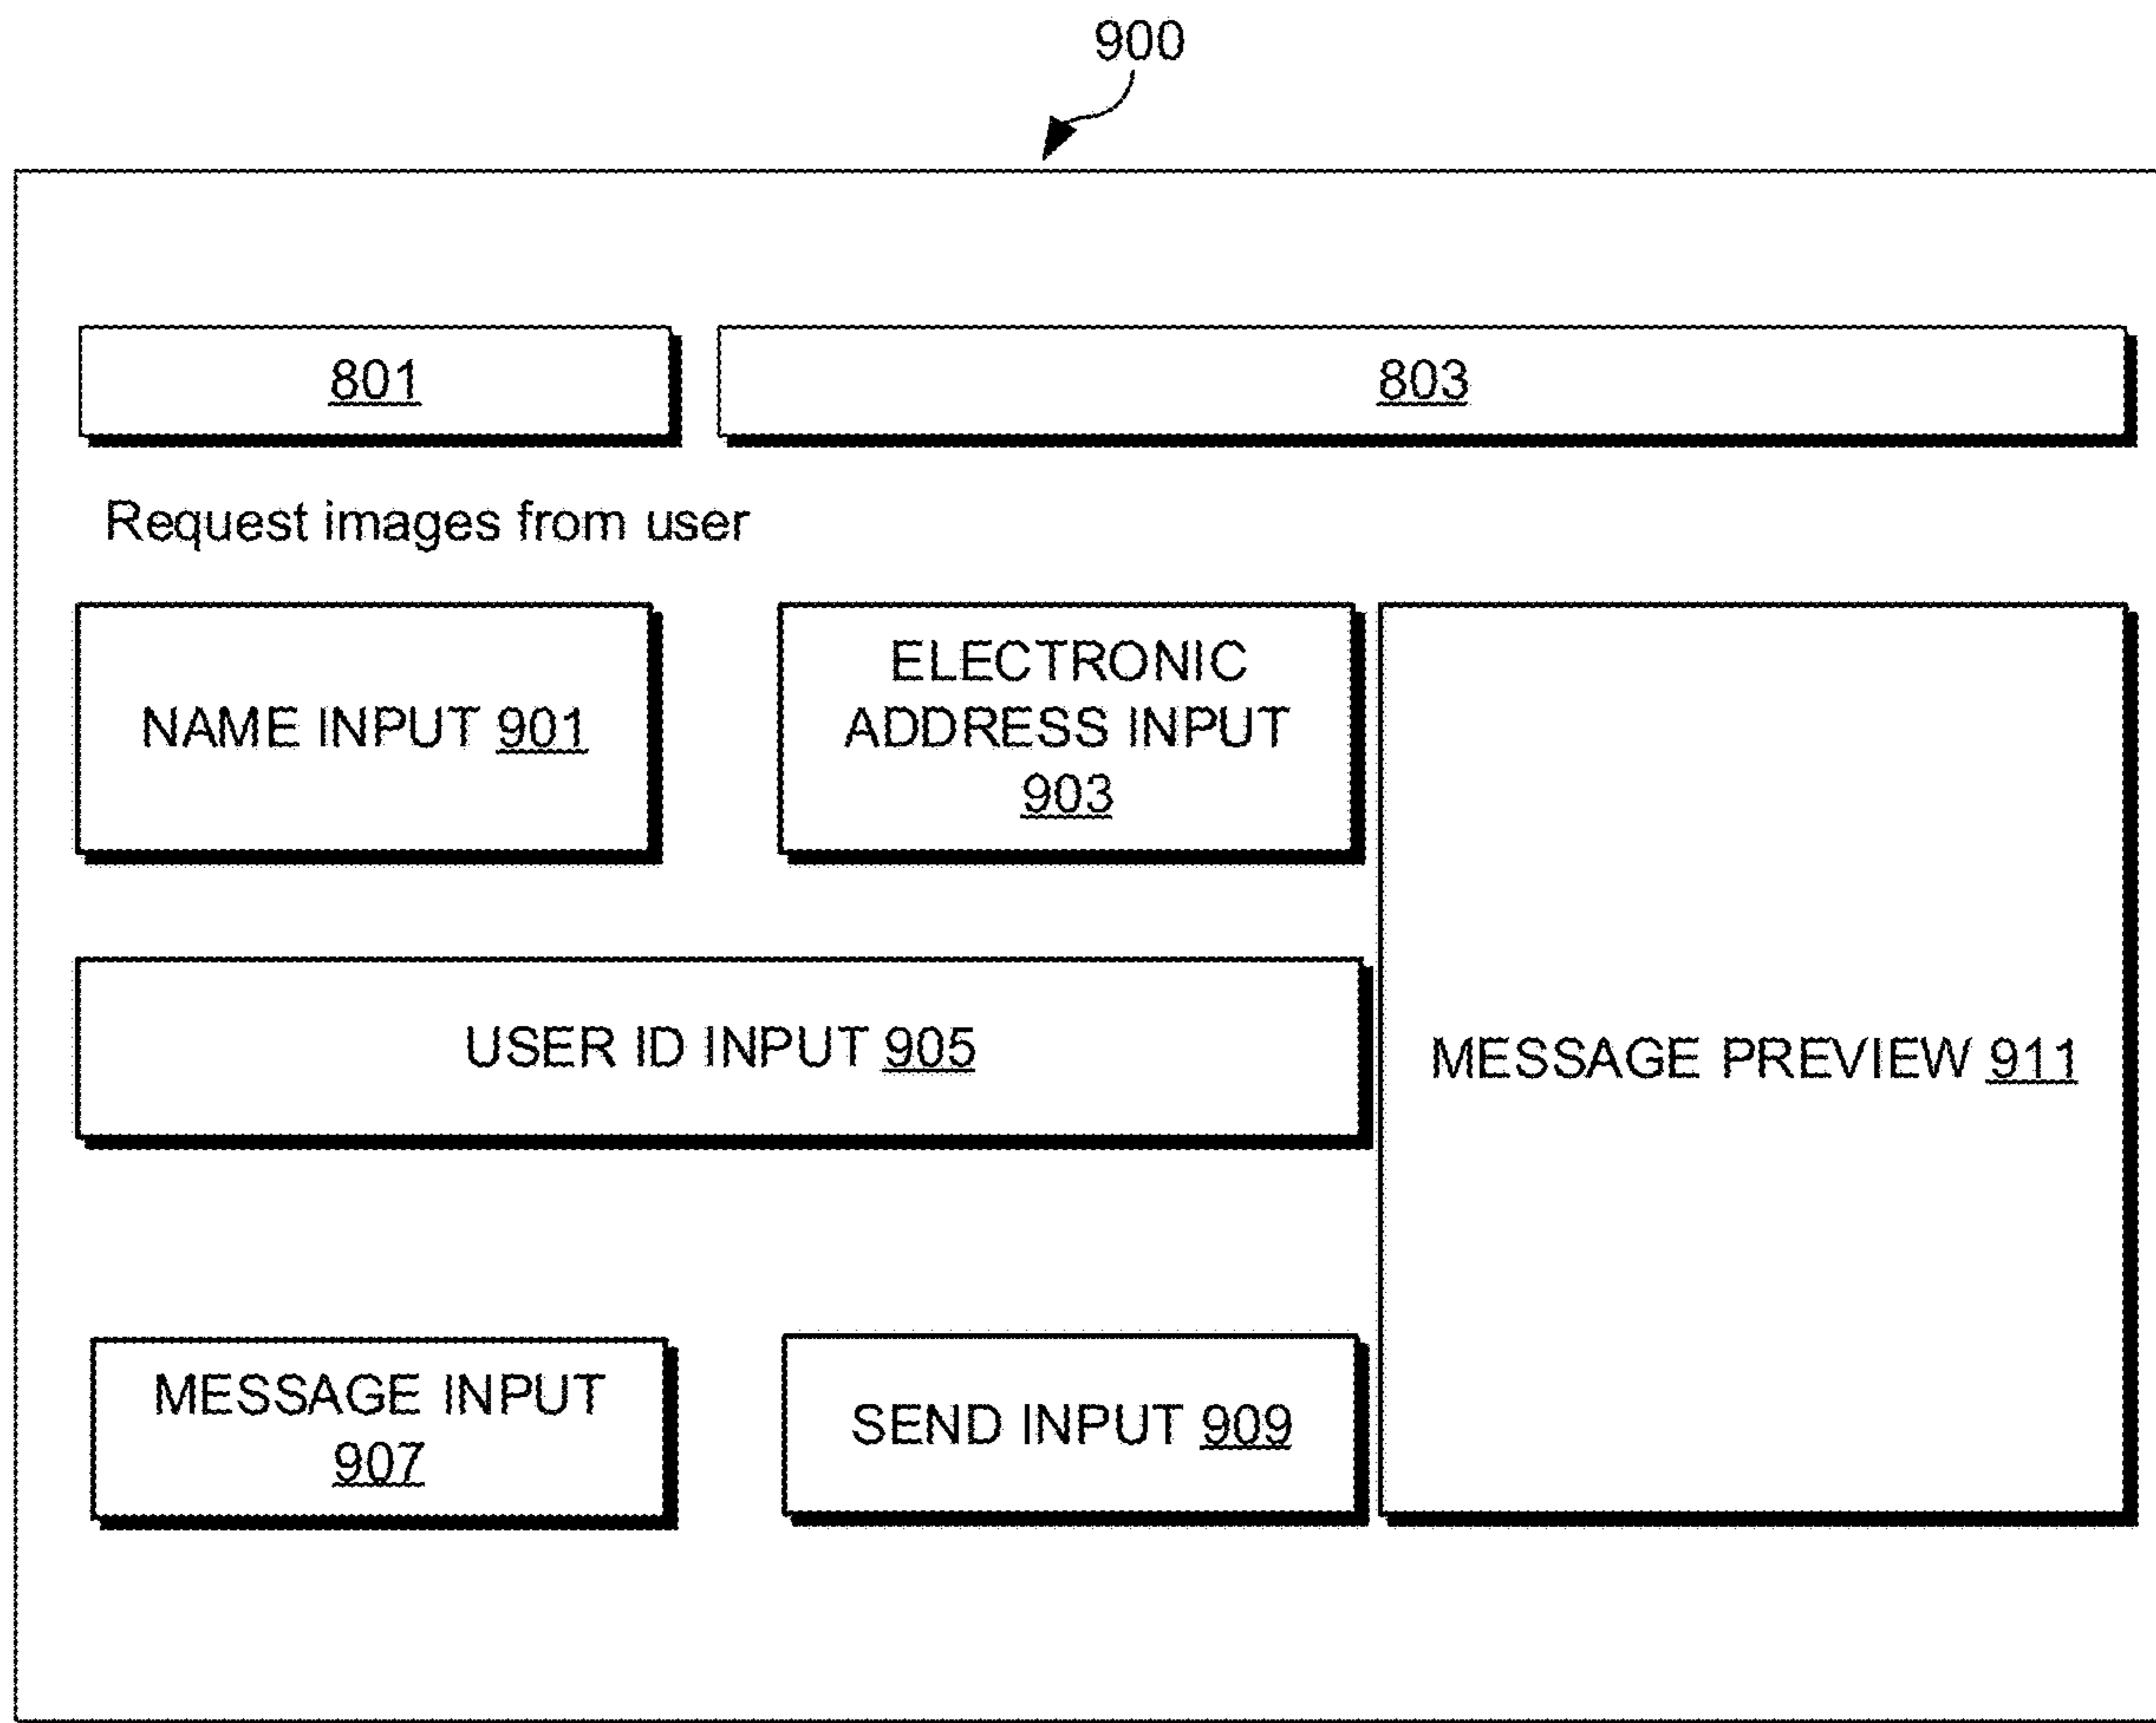 900
801
803
Request images from user
NAME INPUT 901
ELECTRONIC
ADDRESS INPUT
903
USER ID INPUT 905
MESSAGE PREVIEW 911
MESSAGE INPUT
907
SEND INPUT 909